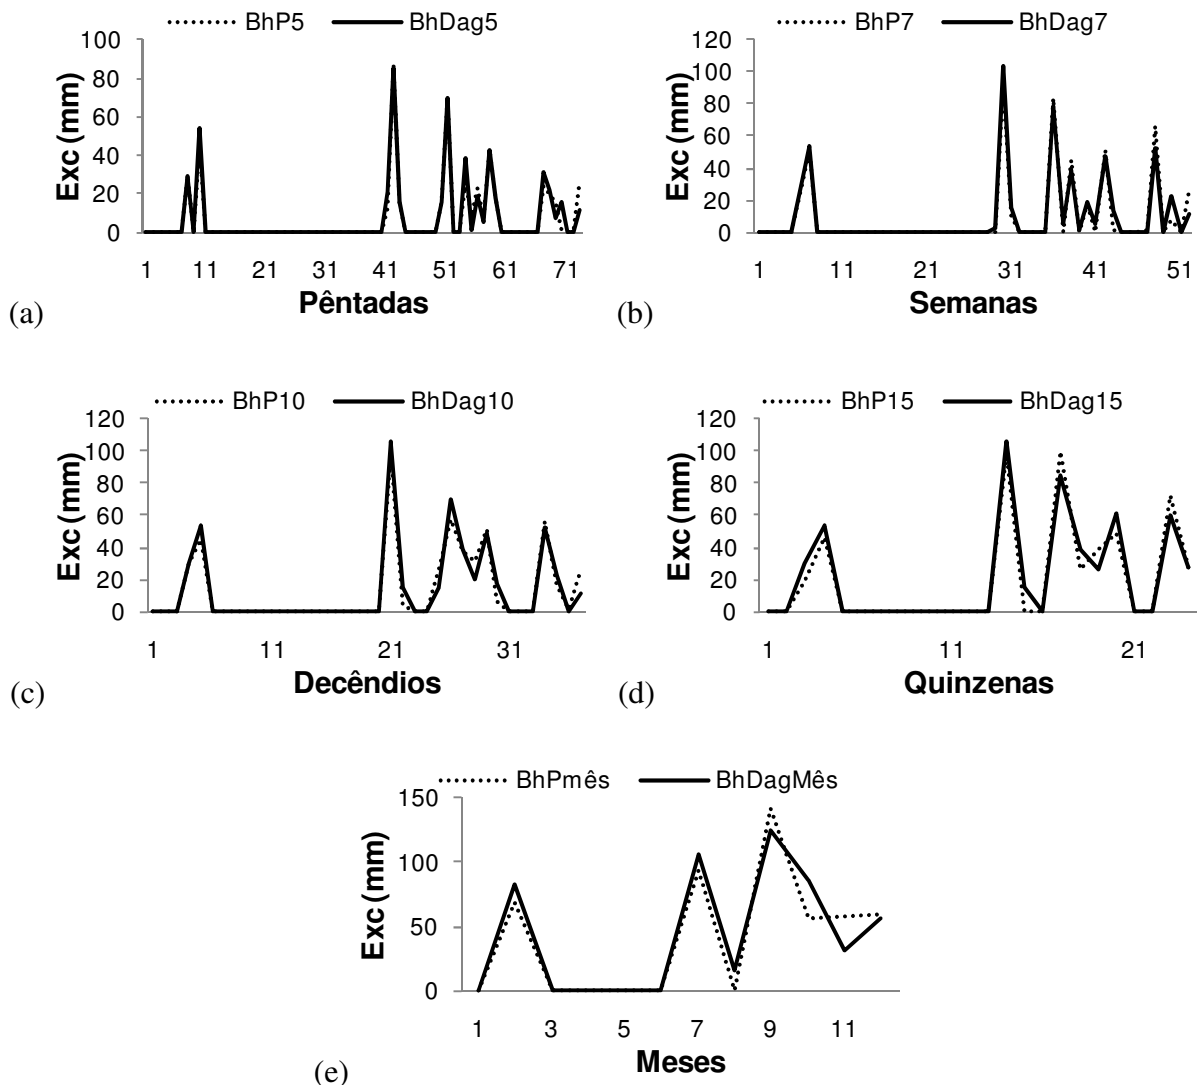 BhP5 BhDag5
100
80
60
40
20
0
Exc (mm)
1 11 21 31 41 51 61 71
Pêntadas
(a)
BhP7 BhDag7
120
100
80
60
40
20
0
Exc (mm)
1 11 21 31 41 51
Semanas
(b)
BhP10 BhDag10
120
100
80
60
40
20
0
Exc (mm)
1 11 21 31
Decêndios
(c)
BhP15 BhDag15
120
100
80
60
40
20
0
Exc (mm)
1 11 21
Quinzenas
(d)
BhPmês BhDagMês
150
100
50
0
Exc (mm)
1 3 5 7 9 11
Meses
(e)